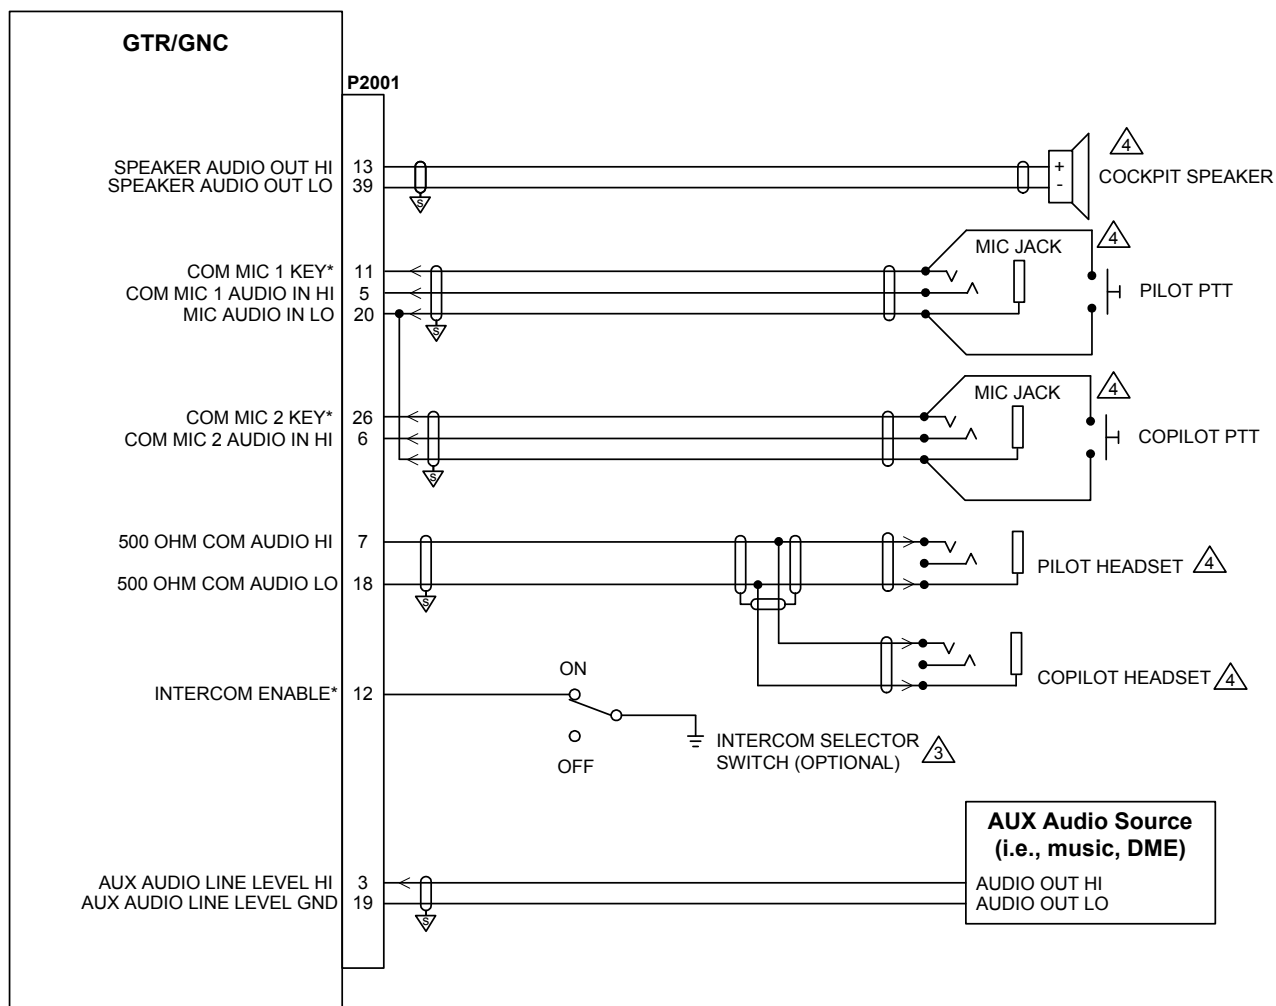 GTR/GNC
P2001
SPEAKER AUDIO OUT HI 13
SPEAKER AUDIO OUT LO 39
S
+
-
4
COCKPIT SPEAKER
COM MIC 1 KEY* 11
COM MIC 1 AUDIO IN HI 5
MIC AUDIO IN LO 20
S
MIC JACK
4
PILOT PTT
COM MIC 2 KEY* 26
COM MIC 2 AUDIO IN HI 6
S
MIC JACK
4
COPILOT PTT
500 OHM COM AUDIO HI 7
500 OHM COM AUDIO LO 18
S
PILOT HEADSET 4
COPILOT HEADSET 4
INTERCOM ENABLE* 12
ON
OFF
INTERCOM SELECTOR
SWITCH (OPTIONAL)
3
AUX AUDIO LINE LEVEL HI 3
AUX AUDIO LINE LEVEL GND 19
S
AUX Audio Source
(i.e., music, DME)
AUDIO OUT HI
AUDIO OUT LO